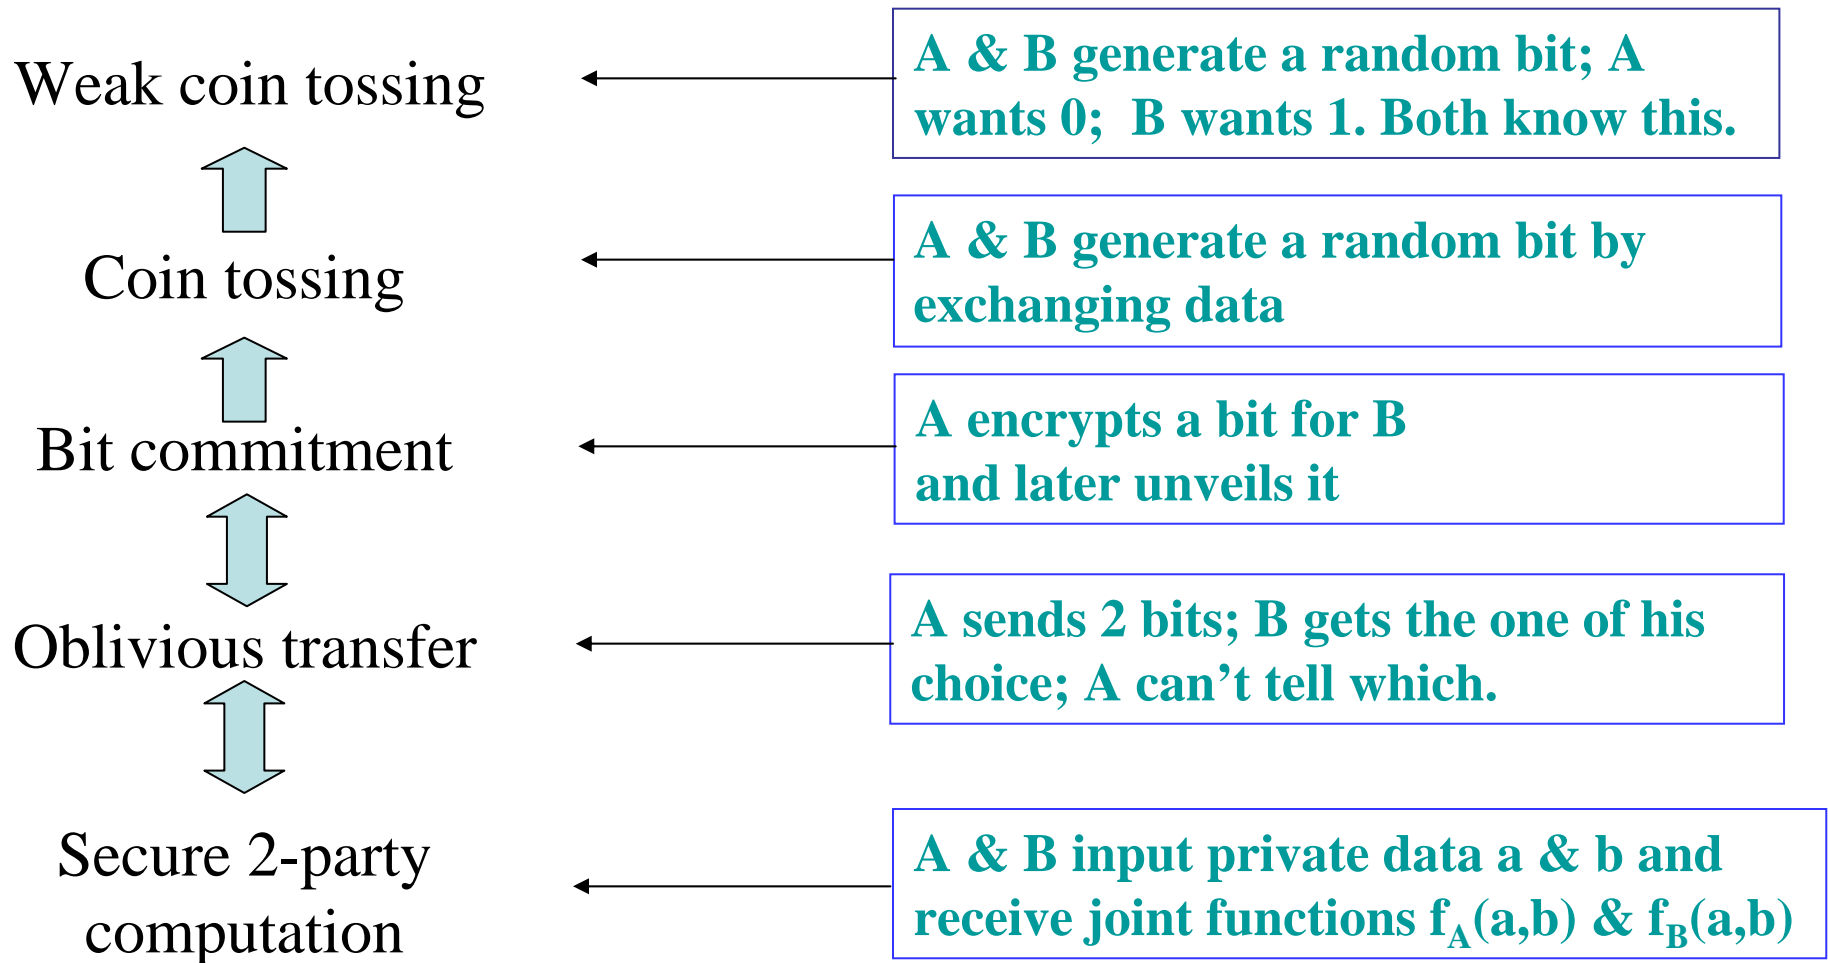 Weak coin tossing
A & B generate a random bit; A
wants 0; B wants 1. Both know this.
Coin tossing
A & B generate a random bit by
exchanging data
Bit commitment
A encrypts a bit for B
and later unveils it
Oblivious transfer
A sends 2 bits; B gets the one of his
choice; A can’t tell which.
Secure 2-party
computation
A & B input private data a & b and
receive joint functions f_A(a,b) & f_B(a,b)